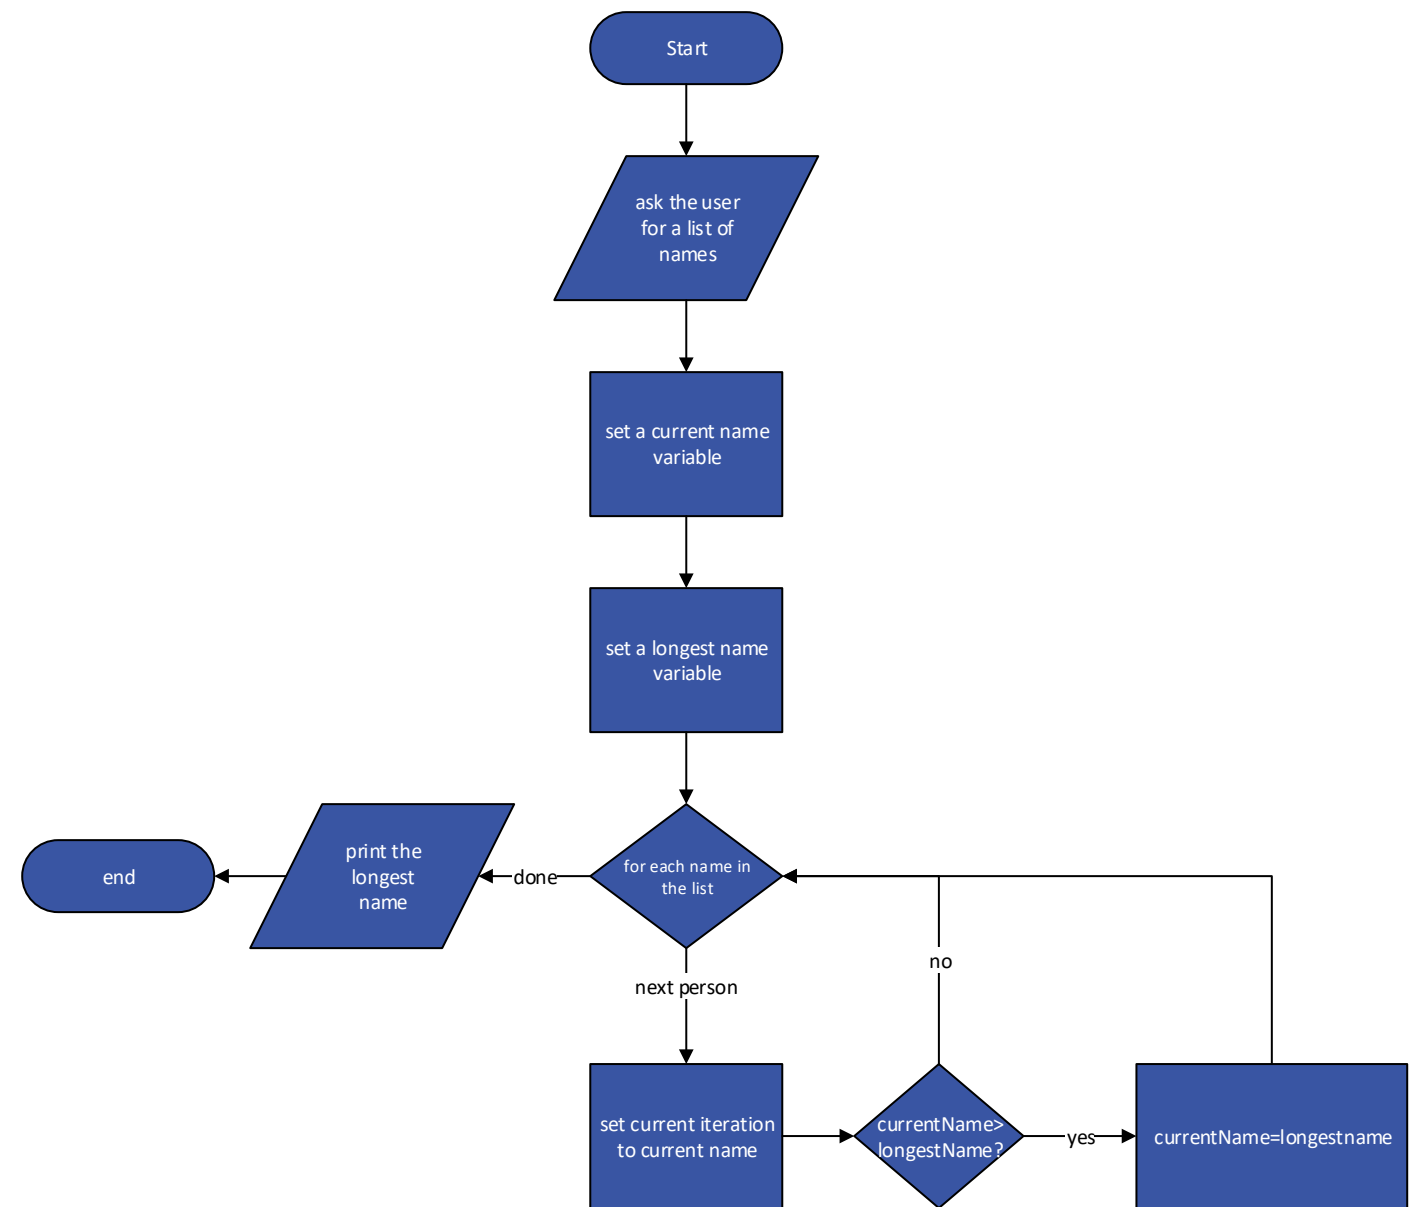 Start
ask the user
for a list of
names
set a current name
variable
set a longest name
variable
for each name in
the list
done
print the
longest
name
end
next person
set current iteration
to current name
currentName>
longestName?
no
yes
currentName=longestname